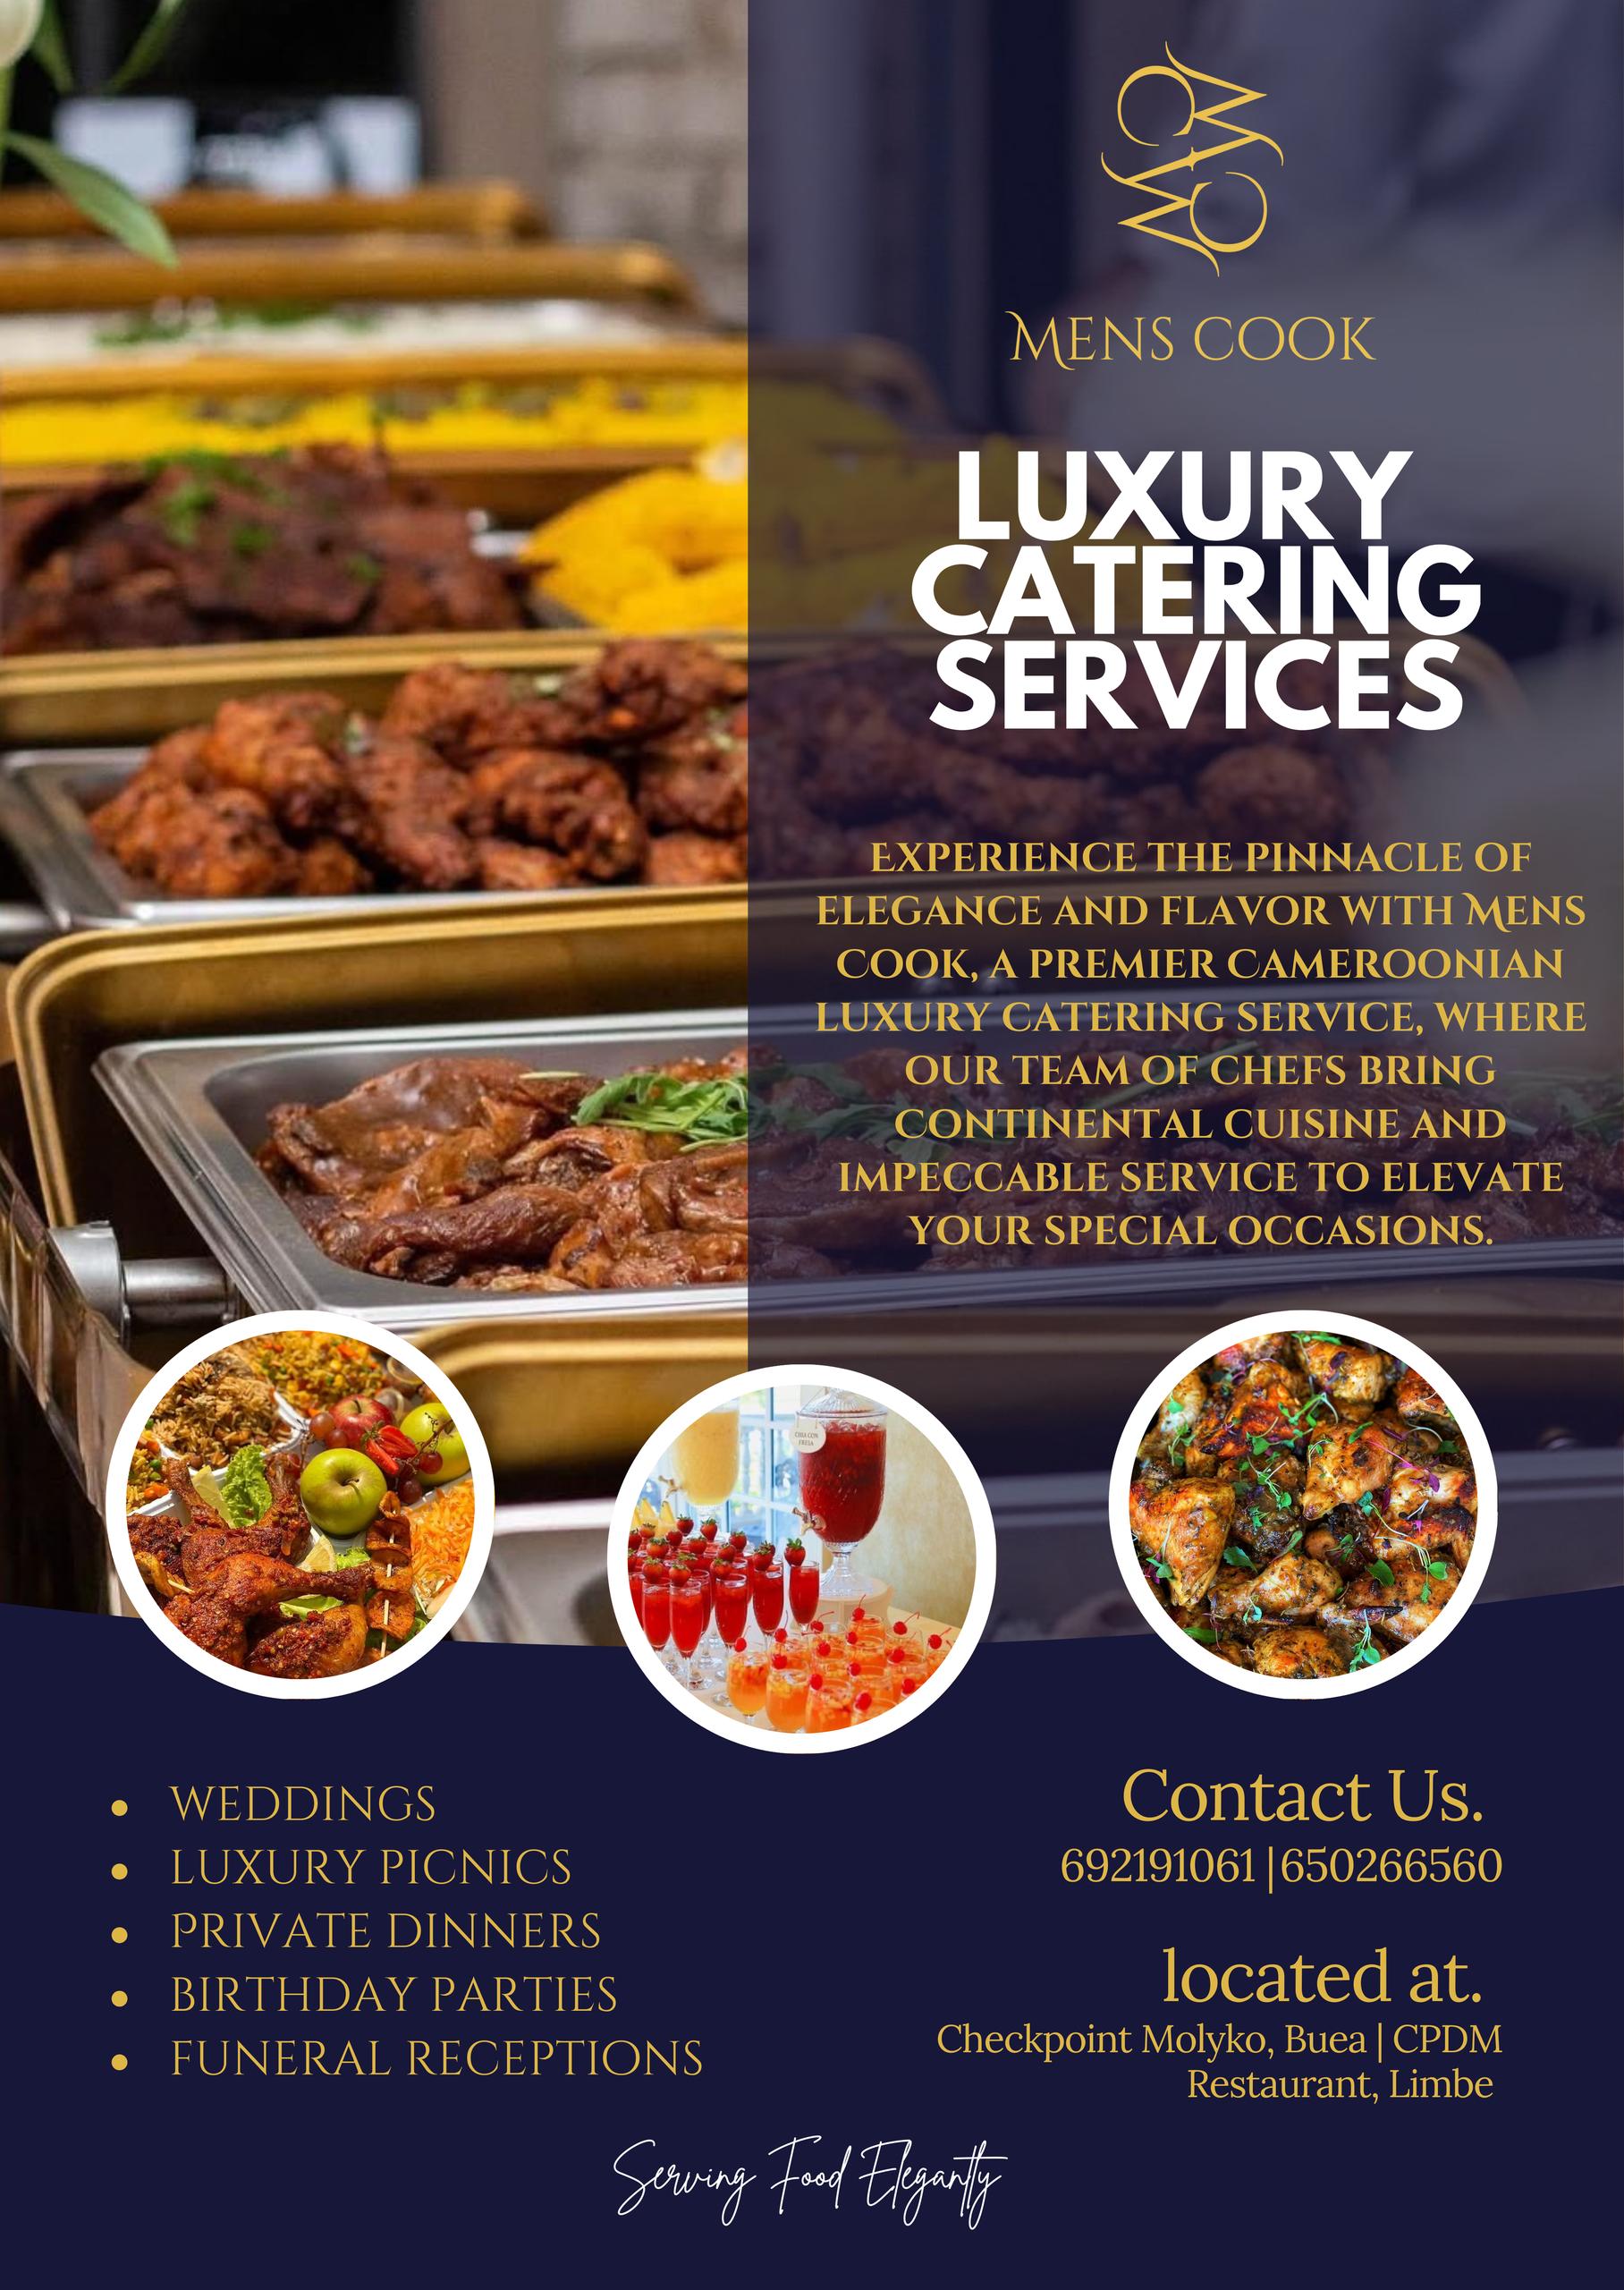 MENS COOK
LUXURY
CATERING
SERVICES
EXPERIENCE THE PINNACLE OF
ELEGANCE AND FLAVOR WITH MENS
COOK, A PREMIER CAMEROONIAN
LUXURY CATERING SERVICE, WHERE
OUR TEAM OF CHEFS BRING
CONTINENTAL CUISINE AND
IMPECCABLE SERVICE TO ELEVATE
YOUR SPECIAL OCCASIONS.
• WEDDINGS
• LUXURY PICNICS
• PRIVATE DINNERS
• BIRTHDAY PARTIES
• FUNERAL RECEPTIONS
Contact Us.
692191061 | 650266560
located at.
Checkpoint Molyko, Buea | CPDM
Restaurant, Limbe
Serving Food Elegantly